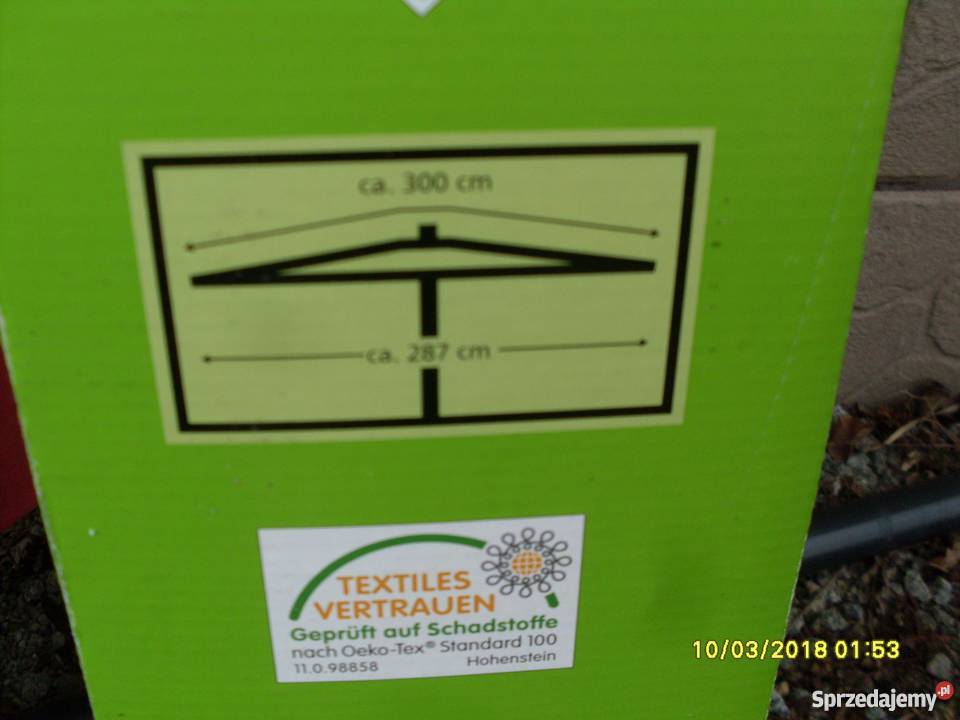 ca. 300 cm
ca. 287 cm
TEXTILES
VERTRAUEN
Geprüft auf Schadstoffe
nach Oeko-Tex® Standard 100
11.0.98858 Hohenstein
10/03/2018 01:53
Sprzedajemy.pl